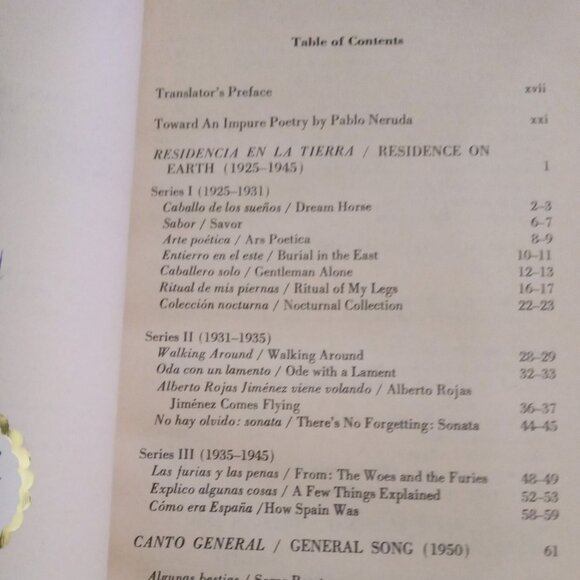 Table of Contents
Translator's Preface xvii
Toward An Impure Poetry by Pablo Neruda xxi
RESIDENCIA EN LA TIERRA / RESIDENCE ON
EARTH (1925–1945) 1
Series I (1925–1931)
Caballo de los sueños / Dream Horse 2–3
Sabor / Savor 6–7
Arte poética / Ars Poetica 8–9
Entierro en el este / Burial in the East 10–11
Caballero solo / Gentleman Alone 12–13
Ritual de mis piernas / Ritual of My Legs 16–17
Colección nocturna / Nocturnal Collection 22–23
Series II (1931–1935)
Walking Around / Walking Around 28–29
Oda con un lamento / Ode with a Lament 32–33
Alberto Rojas Jiménez viene volando / Alberto Rojas
Jiménez Comes Flying 36–37
No hay olvido: sonata / There's No Forgetting: Sonata 44–45
Series III (1935–1945)
Las furias y las penas / From: The Woes and the Furies 48–49
Explico algunas cosas / A Few Things Explained 52–53
Cómo era España /How Spain Was 58–59
CANTO GENERAL / GENERAL SONG (1950) 61
Algunas bestias / Some